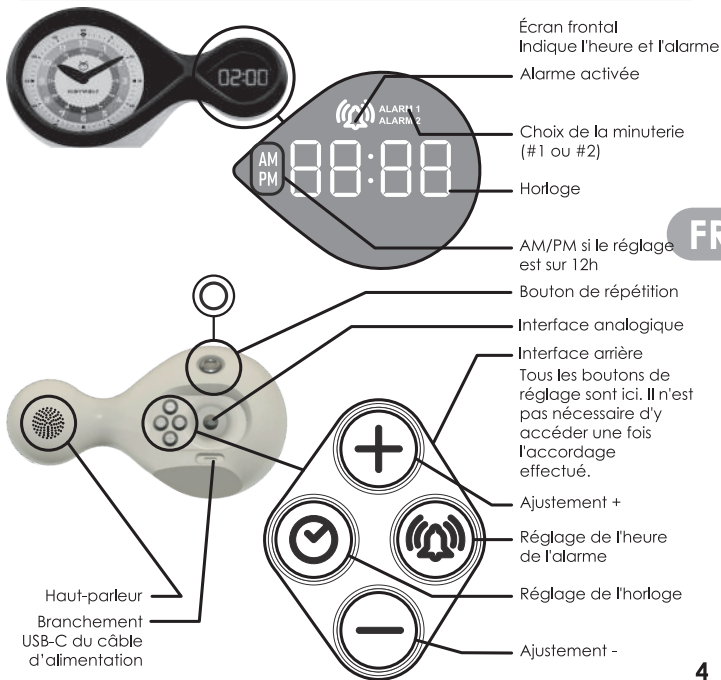 Écran frontal
Indique l'heure et l'alarme
Alarme activée
02:00
ALARM 1
ALARM 2
Choix de la minuterie
(#1 ou #2)
AM
PM
88:88
Horloge
AM/PM si le réglage
est sur 12h
FR
Bouton de répétition
Interface analogique
Interface arrière
Tous les boutons de
réglage sont ici. Il n'est
pas nécessaire d'y
accéder une fois
l'accordage
effectué.
Ajustement +
Réglage de l'heure
de l'alarme
Réglage de l'horloge
Ajustement -
Haut-parleur
Branchement
USB-C du câble
d'alimentation
4